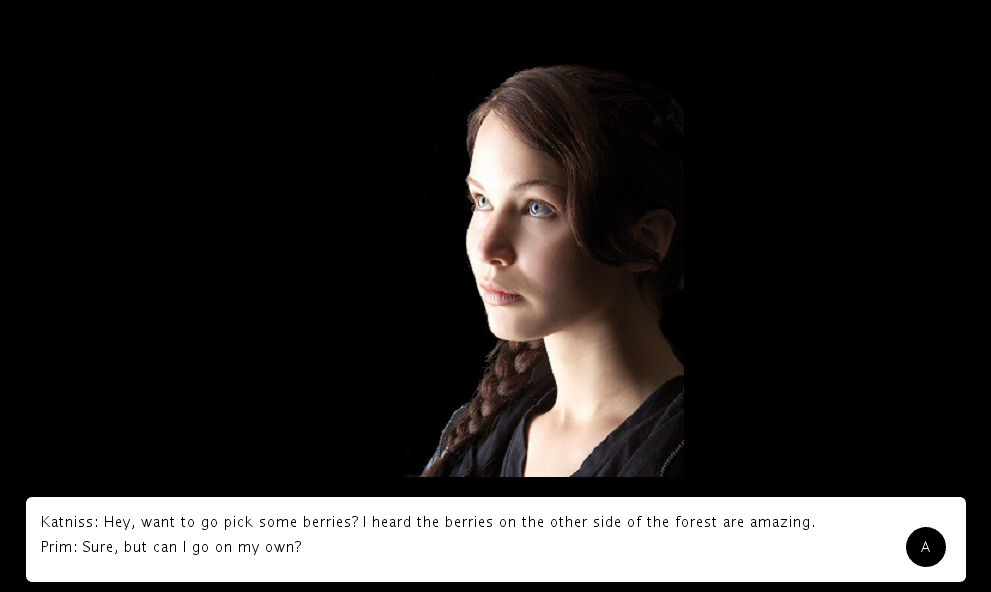 Katniss: Hey, want to go pick some berries? I heard the berries on the other side of the forest are amazing.
Prim: Sure, but can I go on my own?
A